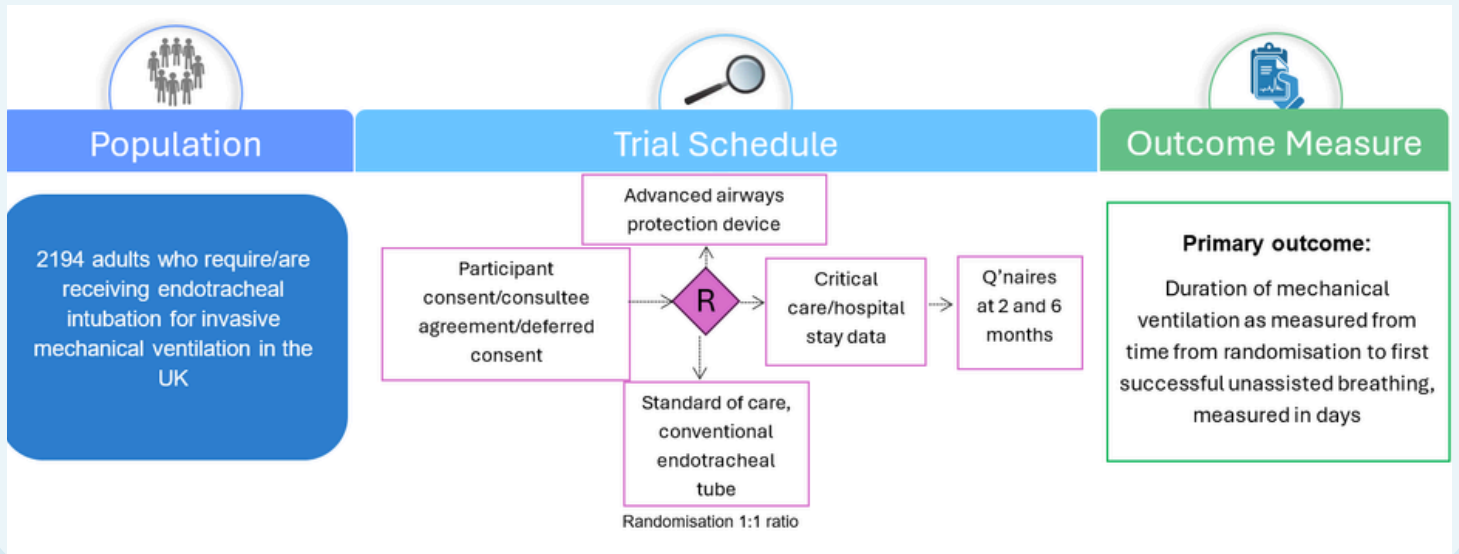 Population
Trial Schedule
Outcome Measure
2194 adults who require/are
receiving endotracheal
intubation for invasive
mechanical ventilation in the
UK
Advanced airways
protection device
Participant
consent/consultee
agreement/deferred
consent
R
Critical
care/hospital
stay data
Q'naires
at 2 and 6
months
Standard of care,
conventional
endotracheal
tube
Randomisation 1:1 ratio
Primary outcome:
Duration of mechanical
ventilation as measured from
time from randomisation to first
successful unassisted breathing,
measured in days